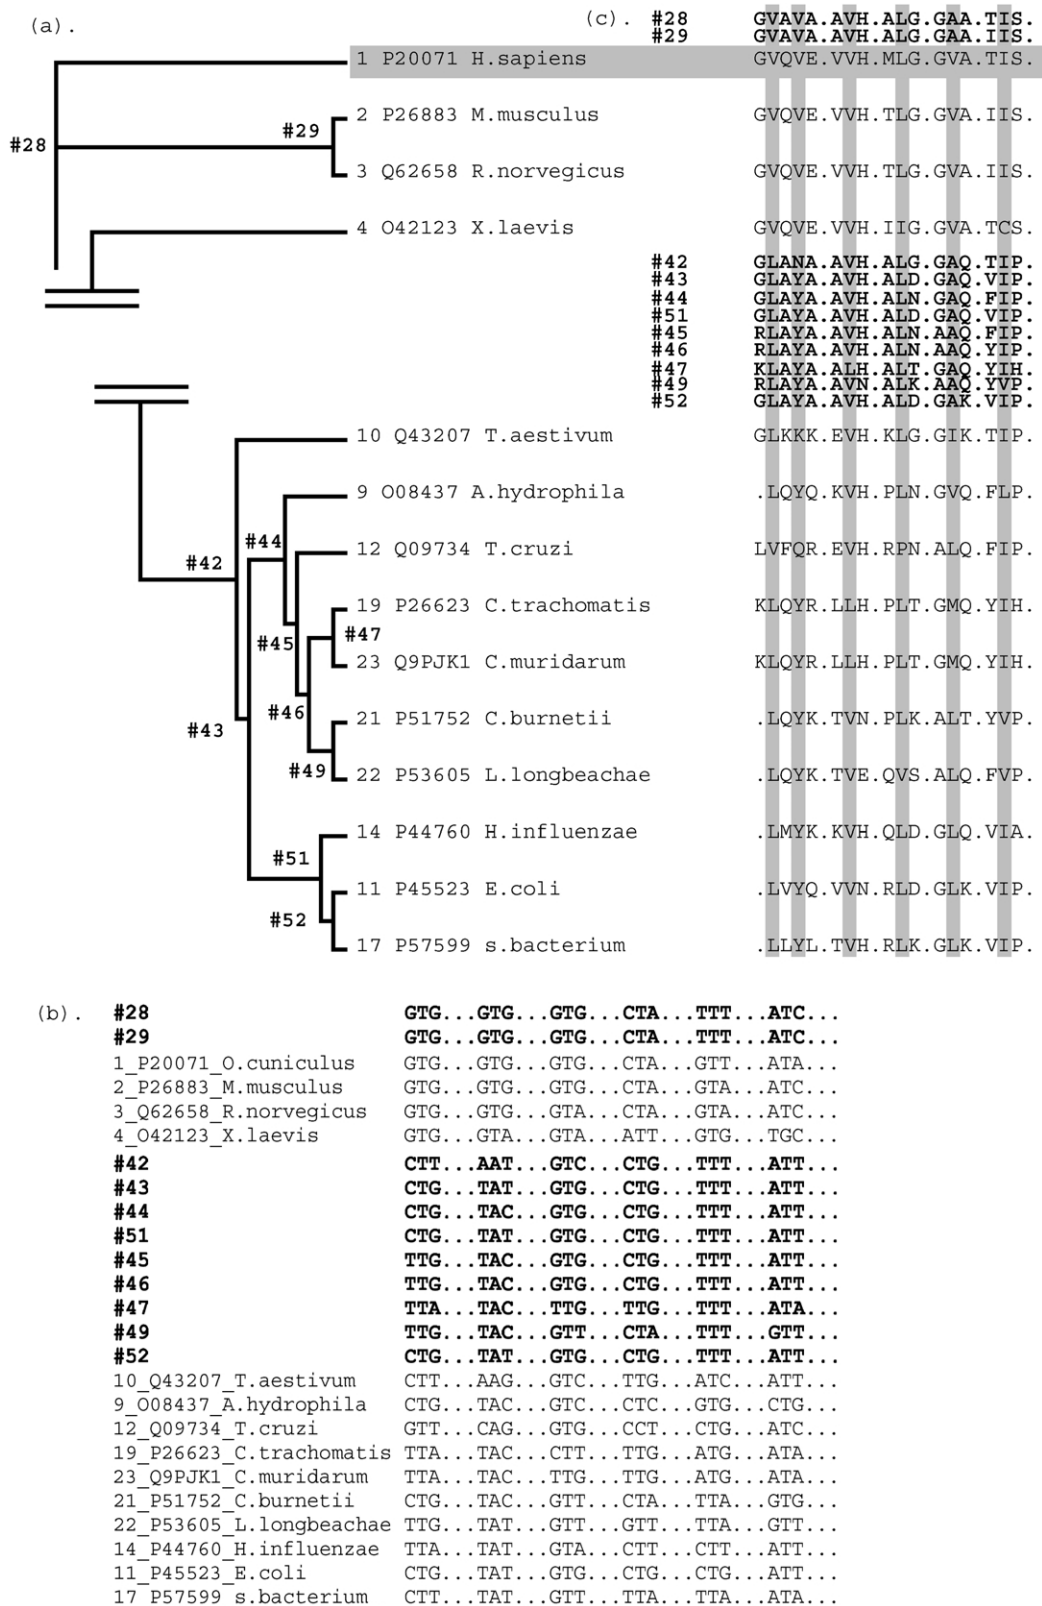 (a).
(c). #28 GVAVA.AVH.ALG.GAA.TIS.
#29 GVAVA.AVH.ALG.GAA.IIS.
1 P20071 H.sapiens GVQVE.VVH.MLG.GVA.TIS.
#29 2 P26883 M.musculus GVQVE.VVH.TLG.GVA.IIS.
#28
3 Q62658 R.norvegicus GVQVE.VVH.TLG.GVA.IIS.
4 O42123 X.laevis GVQVE.VVH.IIG.GVA.TCS.
#42 GLANA.AVH.ALG.GAQ.TIP.
#43 GLAYA.AVH.ALD.GAQ.VIP.
#44 GLAYA.AVH.ALN.GAQ.FIP.
#51 GLAYA.AVH.ALD.GAQ.VIP.
#45 RLAYA.AVH.ALN.AAQ.FIP.
#46 RLAYA.AVH.ALN.AAQ.YIP.
#47 KLAYA.ALH.ALT.GAQ.YIH.
#49 RLAYA.AVN.ALK.AAQ.YVP.
#52 GLAYA.AVH.ALD.GAK.VIP.
10 Q43207 T.aestivum GLKKK.EVH.KLG.GIK.TIP.
9 O08437 A.hydrophila .LQYQ.KVH.PLN.GVQ.FLP.
#44
#42
12 Q09734 T.cruzi LVFQR.EVH.RPN.ALQ.FIP.
19 P26623 C.trachomatis KLQYR.LLH.PLT.GMQ.YIH.
#45 #47
23 Q9PJK1 C.muridarum KLQYR.LLH.PLT.GMQ.YIH.
#46
#43
21 P51752 C.burnetii .LQYK.TVN.PLK.ALT.YVP.
#49
22 P53605 L.longbeachae .LQYK.TVE.QVS.ALQ.FVP.
14 P44760 H.influenzae .LMYK.KVH.QLD.GLQ.VIA.
#51
11 P45523 E.coli .LVYQ.VVN.RLD.GLK.VIP.
#52
17 P57599 s.bacterium .LLYL.TVH.RLK.GLK.VIP.
(b). #28 GTG...GTG...GTG...CTA...TTT...ATC...
#29 GTG...GTG...GTG...CTA...TTT...ATC...
1_P20071_O.cuniculus GTG...GTG...GTG...CTA...GTT...ATA...
2_P26883_M.musculus GTG...GTG...GTG...CTA...GTA...ATC...
3_Q62658_R.norvegicus GTG...GTG...GTA...CTA...GTA...ATC...
4_O42123_X.laevis GTG...GTA...GTA...ATT...GTG...TGC...
#42 CTT...AAT...GTC...CTG...TTT...ATT...
#43 CTG...TAT...GTG...CTG...TTT...ATT...
#44 CTG...TAC...GTG...CTG...TTT...ATT...
#51 CTG...TAT...GTG...CTG...TTT...ATT...
#45 TTG...TAC...GTG...CTG...TTT...ATT...
#46 TTG...TAC...GTG...CTG...TTT...ATT...
#47 TTA...TAC...TTG...TTG...TTT...ATA...
#49 TTG...TAC...GTT...CTA...TTT...GTT...
#52 CTG...TAT...GTG...CTG...TTT...ATT...
10_Q43207_T.aestivum CTT...AAG...GTC...TTG...ATC...ATT...
9_O08437_A.hydrophila CTG...TAC...GTC...CTC...GTG...CTG...
12_Q09734_T.cruzi GTT...CAG...GTG...CCT...CTG...ATC...
19_P26623_C.trachomatis TTA...TAC...CTT...TTG...ATG...ATA...
23_Q9PJK1_C.muridarum TTA...TAC...TTG...TTG...ATG...ATA...
21_P51752_C.burnetii CTG...TAC...GTT...CTA...TTA...GTG...
22_P53605_L.longbeachae TTG...TAT...GTT...GTT...TTA...GTT...
14_P44760_H.influenzae TTA...TAT...GTA...CTT...CTT...ATT...
11_P45523_E.coli CTG...TAT...GTG...CTG...CTG...ATT...
17_P57599_s.bacterium CTT...TAT...GTT...TTA...TTA...ATA...